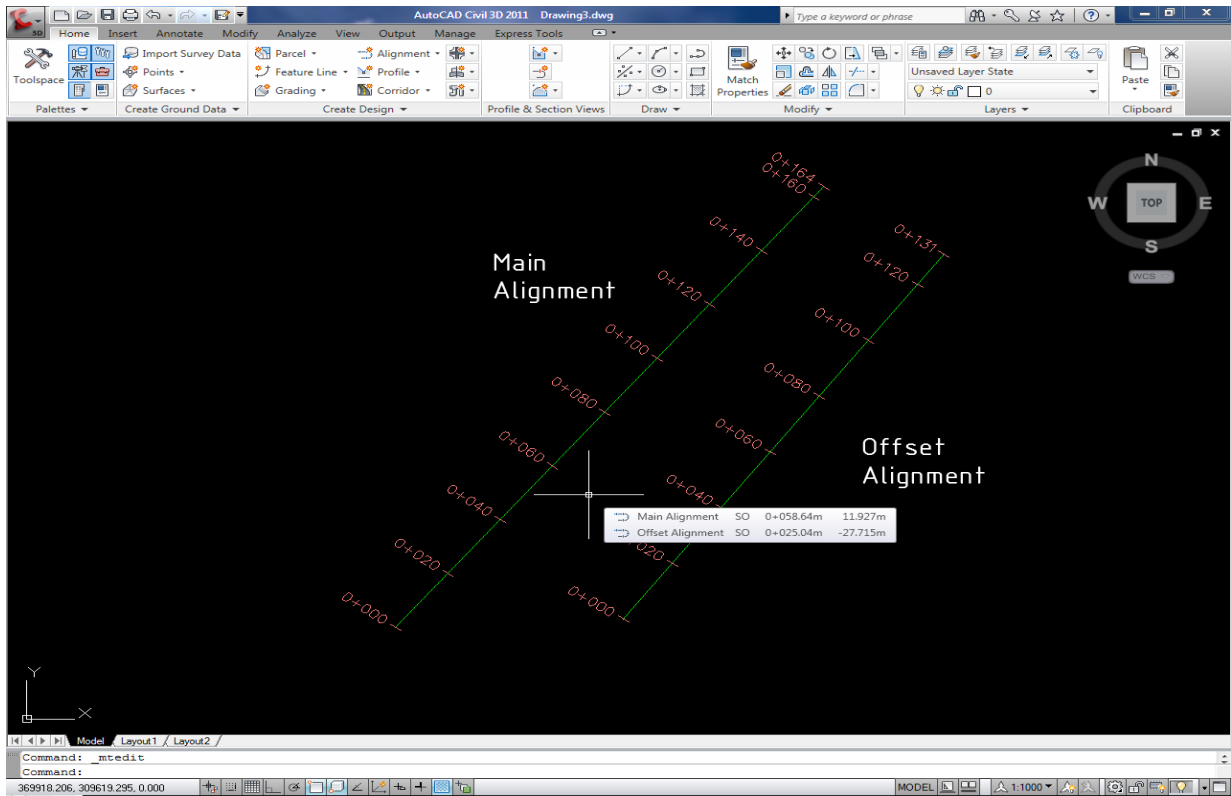 AutoCAD Civil 3D 2011 Drawing3.dwg
Type a keyword or phrase
3D
Home Insert Annotate Modify Analyze View Output Manage Express Tools
Toolspace
Import Survey Data
Points
Surfaces
Parcel
Feature Line
Grading
Alignment
Profile
Corridor
Match
Properties
Unsaved Layer State
0
Paste
Palettes
Create Ground Data
Create Design
Profile & Section Views
Draw
Modify
Layers
Clipboard
N
W TOP E
S
WCS
0+164
0+160
0+140
0+120
0+100
0+080
0+060
0+040
0+020
0+000
Main
Alignment
0+131
0+120
0+100
0+080
0+060
0+040
020
0+000
Offset
Alignment
Main Alignment SO 0+058.64m 11.927m
Offset Alignment SO 0+025.04m -27.715m
Y
X
Model Layout1 Layout2
Command: _mtedit
Command:
369918.206, 309619.295, 0.000
MODEL
1:1000